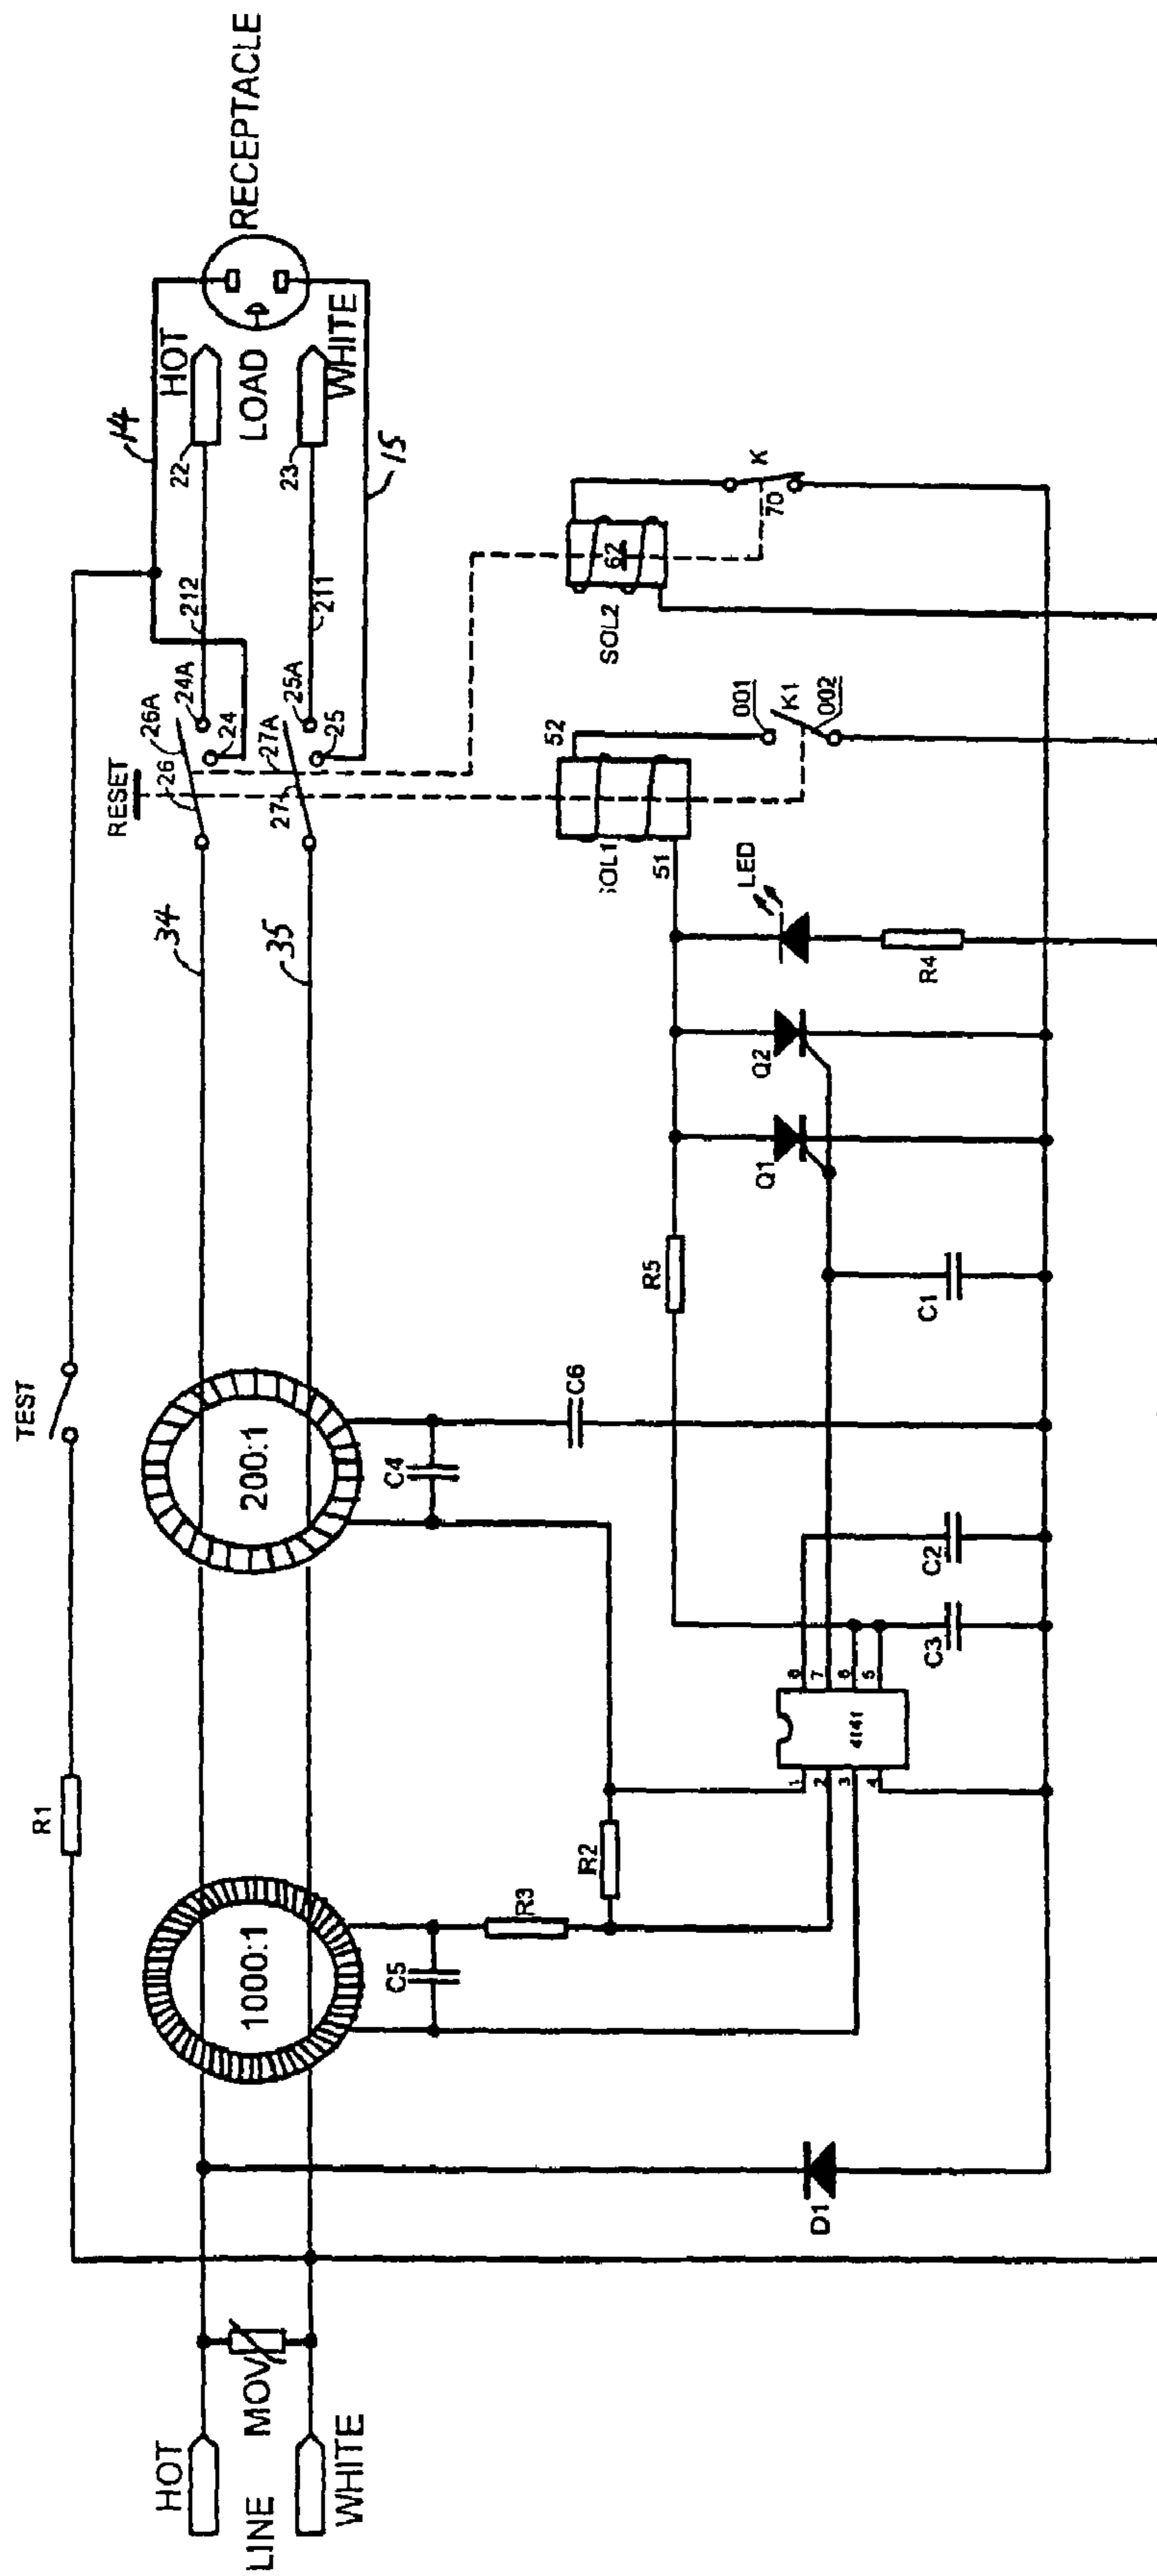 RECEPTACLE
HOT
LOAD
WHITE
14
22
23
15
212
211
26A
24A
24
26
25A
27A
25
27
RESET
34
35
TEST
200:1
R1
1000:1
HOT
LINE
MOV
WHITE
K
70
62
SOL2
001
K1
002
52
SOL1
51
LED
R4
Q2
Q1
R5
C1
C6
C4
C2
C3
8
7
6
5
4141
1
2
3
4
R2
R3
C5
D1